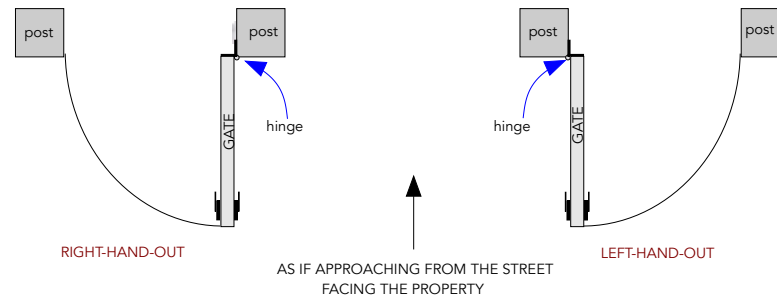 post
post
post
post
hinge
hinge
GATE
GATE
RIGHT-HAND-OUT
LEFT-HAND-OUT
AS IF APPROACHING FROM THE STREET
FACING THE PROPERTY